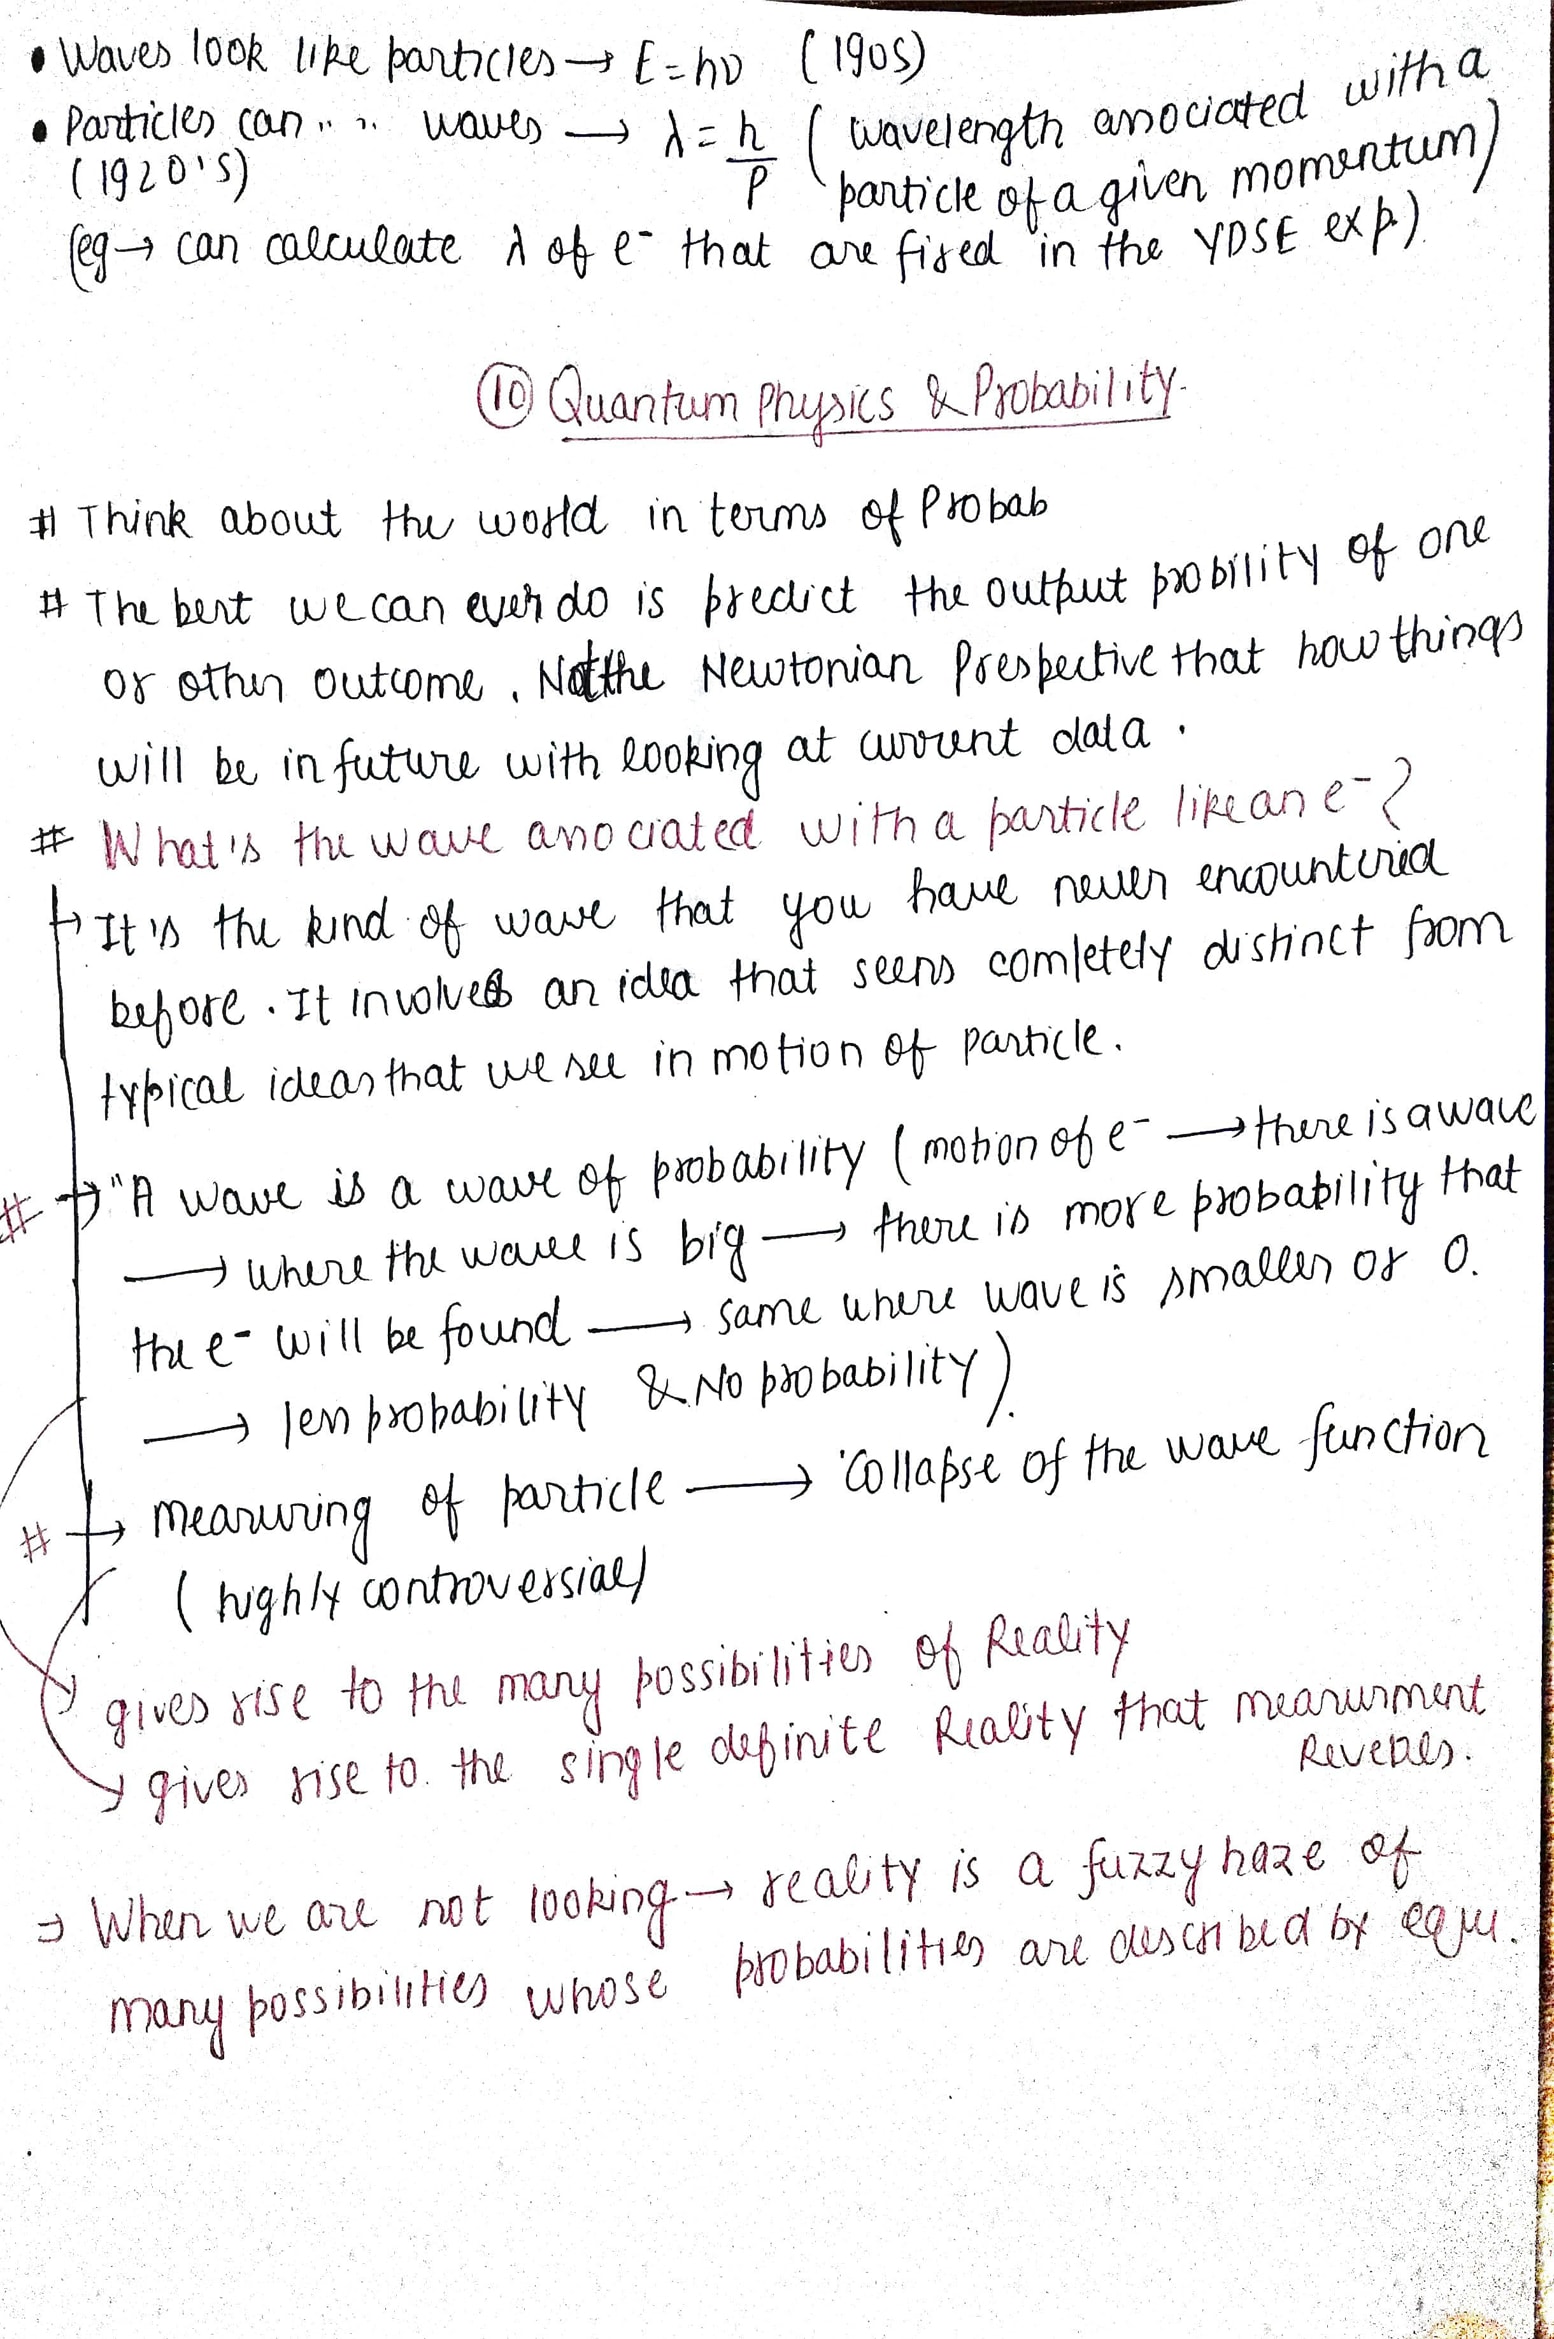 • Waves look like particles → E=hν (1905)
• Particles can " " waves → λ = h/P (wavelength associated with a
(1920's) particle of a given momentum)
(eg → can calculate λ of e⁻ that are fired in the YDSE exp.)
⑩ Quantum Physics & Probability.
# Think about the world in terms of Probab
# The best we can ever do is predict the output probility of one
or other outcome. Not the Newtonian Prespective that how things
will be in future with looking at current data.
# What's the wave associated with a particle like an e⁻?
→ It's the kind of wave that you have never encountered
before. It involves an idea that seems comletely distinct from
typical ideas that we see in motion of particle.
# → "A wave is a wave of probability (motion of e⁻ → there is a wave
→ where the wave is big → there is more probability that
the e⁻ will be found → same where wave is smaller or 0.
→ less probability & No probability).
# → measuring of particle → 'Collapse of the wave function
(highly controversial)
gives rise to the many possibilities of Reality
gives rise to the single definite Reality that measurment
Reveals.
⇒ When we are not looking → reality is a fuzzy haze of
many possibilities whose probabilities are described by equ.